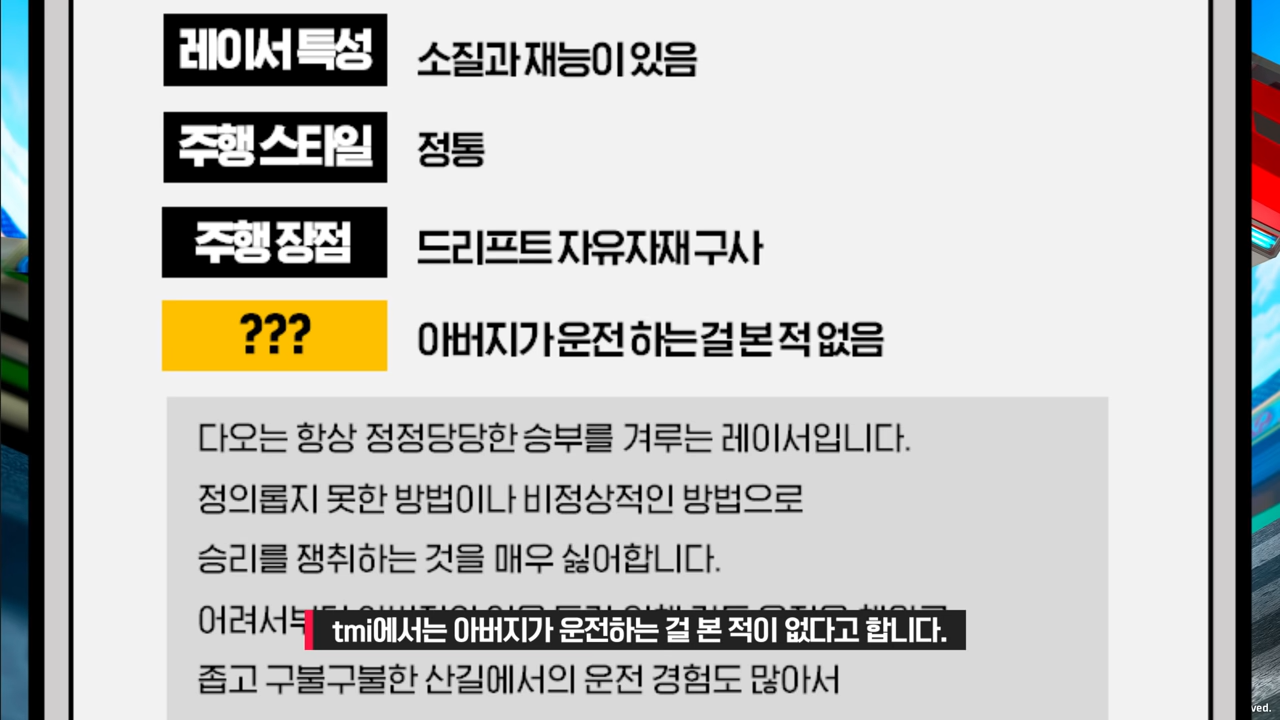 레이서 특성
소질과 재능이 있음
주행 스타일
정통
주행 장점
드리프트 자유자재 구사
???
아버지가 운전 하는걸 본 적 없음
다오는 항상 정정당당한 승부를 겨루는 레이서입니다.
정의롭지 못한 방법이나 비정상적인 방법으로
승리를 쟁취하는 것을 매우 싫어합니다.
어려서부
tmi에서는 아버지가 운전하는 걸 본 적이 없다고 합니다.
좁고 구불구불한 산길에서의 운전 경험도 많아서
ved.